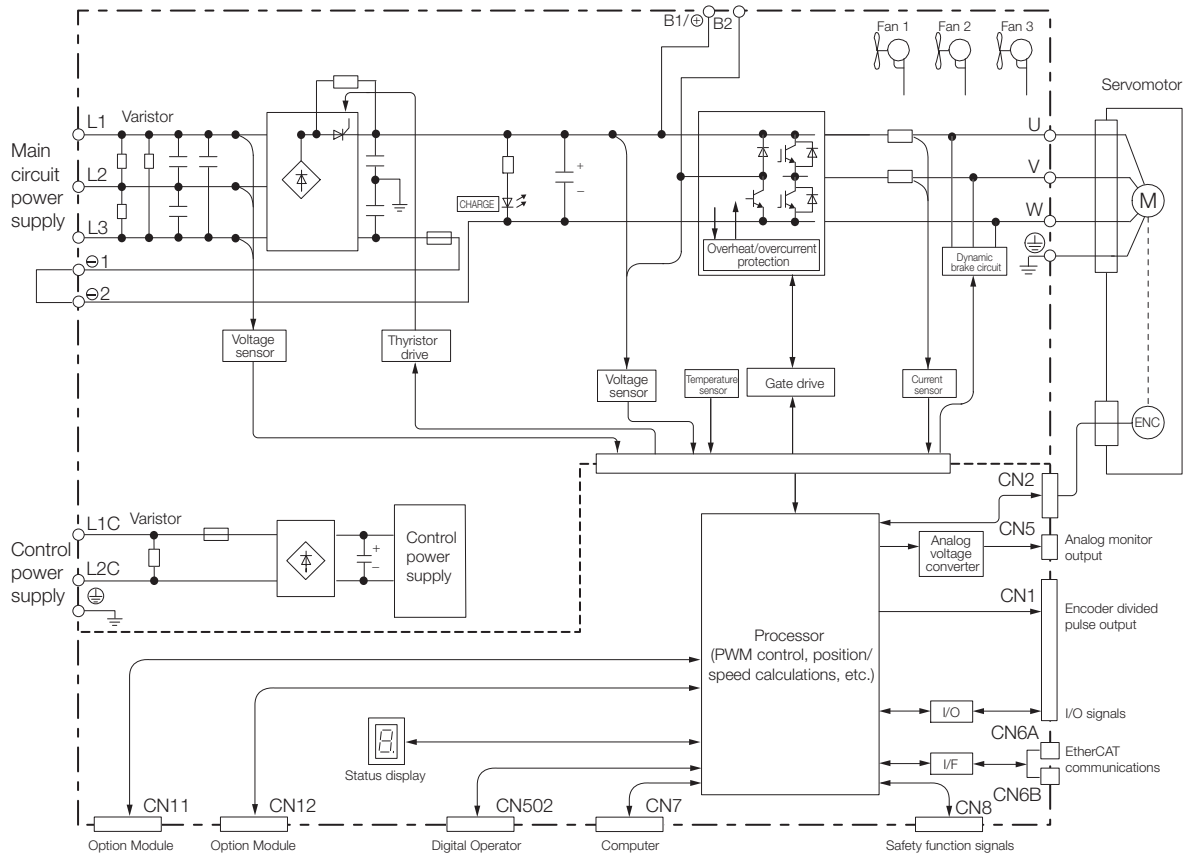 B1/⊕ B2
Fan 1 Fan 2 Fan 3
Servomotor
Main
circuit
power
supply
L1
Varistor
L2
L3
⊖1
⊖2
CHARGE
+
−
Overheat/overcurrent
protection
U
V
W
M
Dynamic
brake circuit
Voltage
sensor
Thyristor
drive
Voltage
sensor
Temperature
sensor
Gate drive
Current
sensor
ENC
CN2
Control
power
supply
L1C
Varistor
L2C
+
−
Control
power
supply
CN5
Analog
voltage
converter
Analog monitor
output
CN1
Encoder divided
pulse output
Processor
(PWM control, position/
speed calculations, etc.)
I/O
I/O signals
CN6A
I/F
EtherCAT
communications
CN6B
8.
Status display
CN11
Option Module
CN12
Option Module
CN502
Digital Operator
CN7
Computer
CN8
Safety function signals